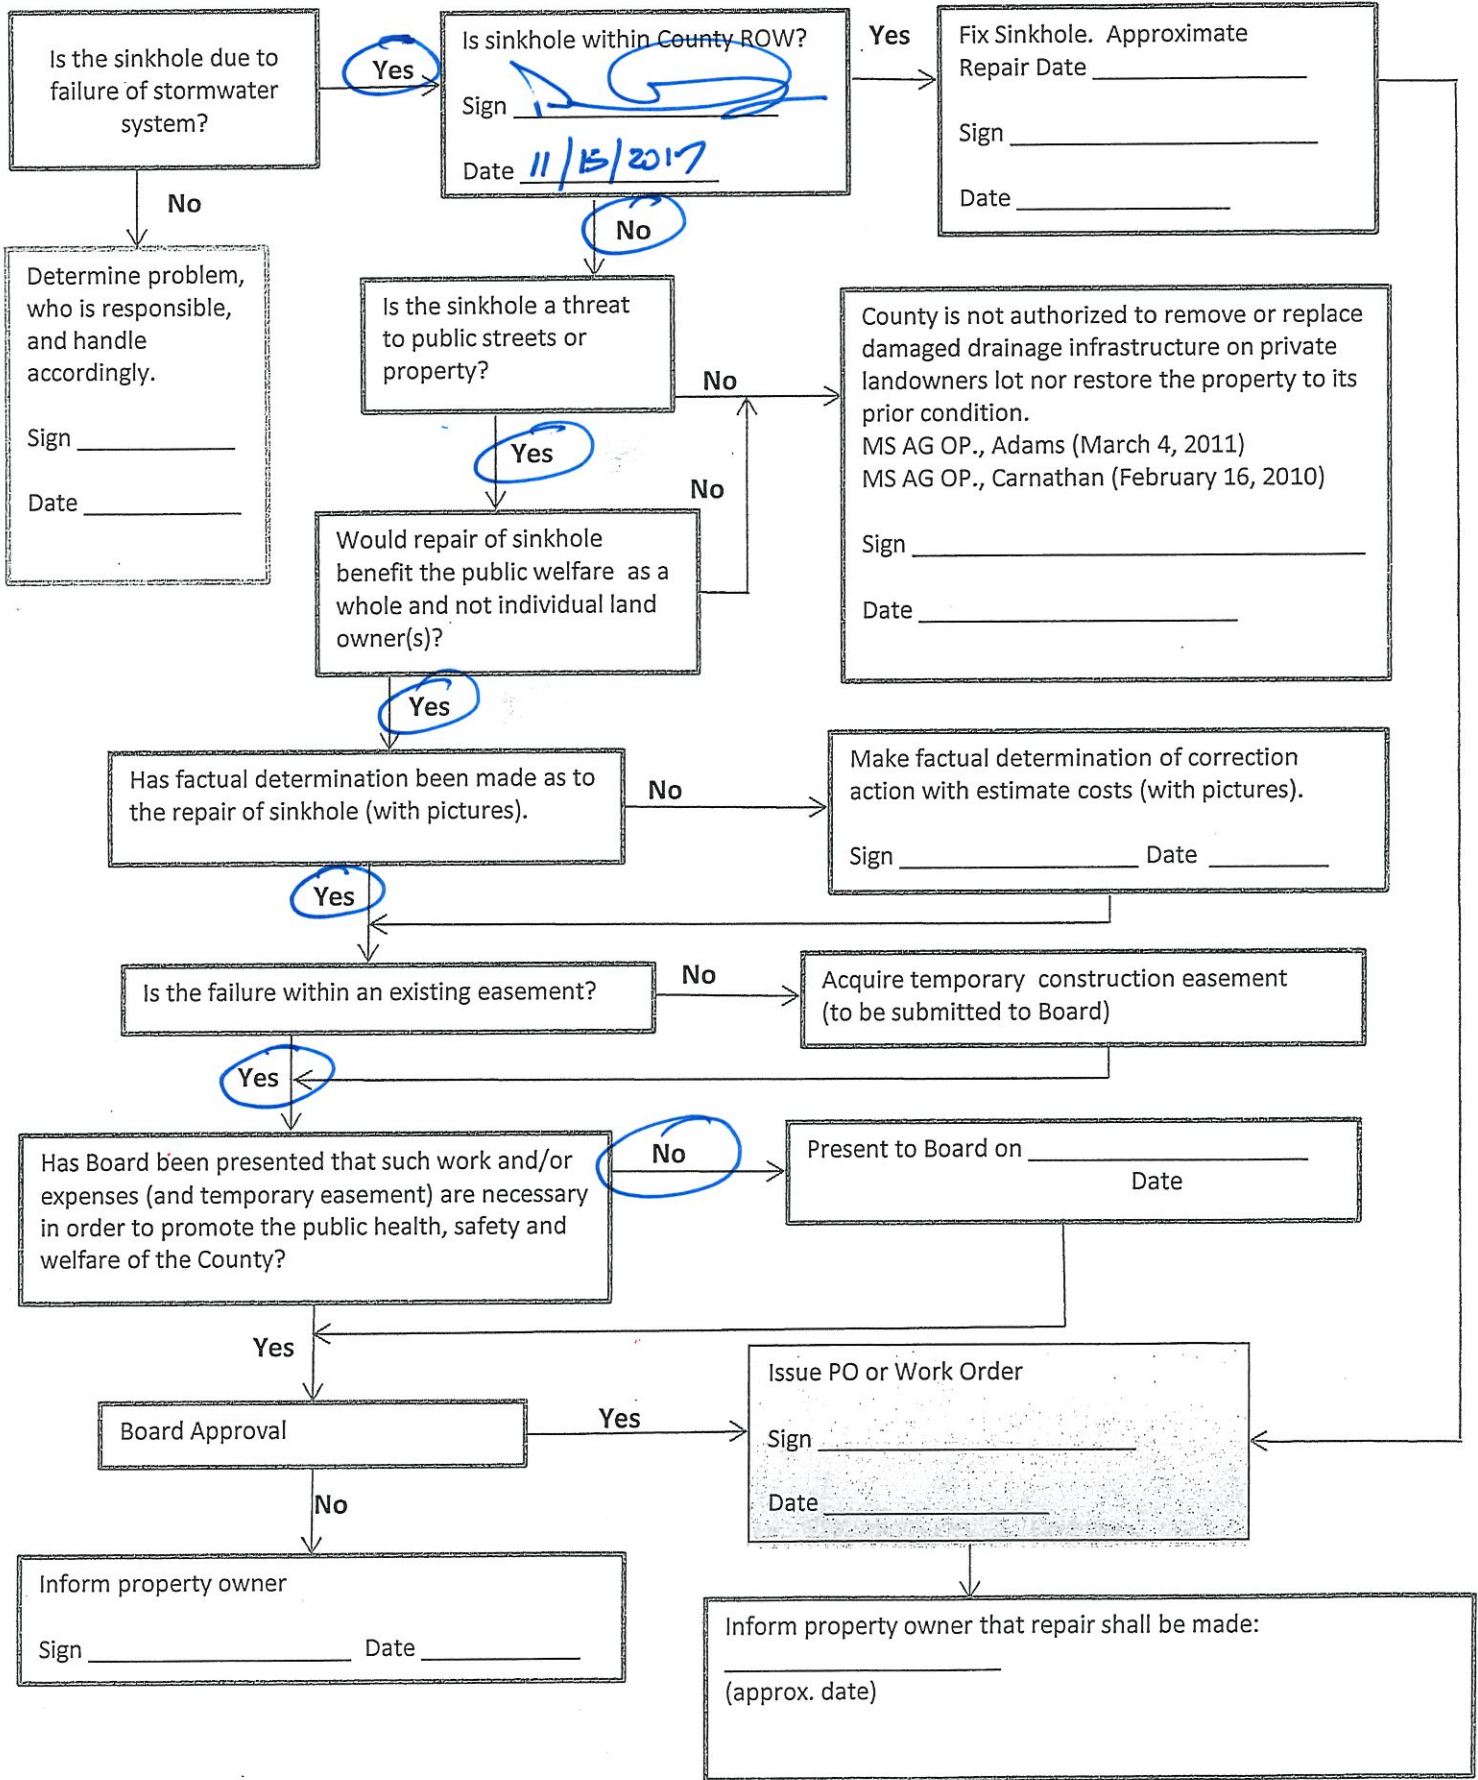 Is the sinkhole due to
failure of stormwater
system?
Yes
Is sinkhole within County ROW?
Sign
Date 11/15/2017
Yes
Fix Sinkhole. Approximate
Repair Date
Sign
Date
No
No
Determine problem,
who is responsible,
and handle
accordingly.
Sign
Date
Is the sinkhole a threat
to public streets or
property?
No
County is not authorized to remove or replace
damaged drainage infrastructure on private
landowners lot nor restore the property to its
prior condition.
MS AG OP., Adams (March 4, 2011)
MS AG OP., Carnathan (February 16, 2010)
Sign
Date
Yes
No
Would repair of sinkhole
benefit the public welfare as a
whole and not individual land
owner(s)?
Yes
Has factual determination been made as to
the repair of sinkhole (with pictures).
No
Make factual determination of correction
action with estimate costs (with pictures).
Sign Date
Yes
Is the failure within an existing easement?
No
Acquire temporary construction easement
(to be submitted to Board)
Yes
Has Board been presented that such work and/or
expenses (and temporary easement) are necessary
in order to promote the public health, safety and
welfare of the County?
No
Present to Board on
Date
Yes
Board Approval
Yes
Issue PO or Work Order
Sign
Date
No
Inform property owner
Sign Date
Inform property owner that repair shall be made:
(approx. date)